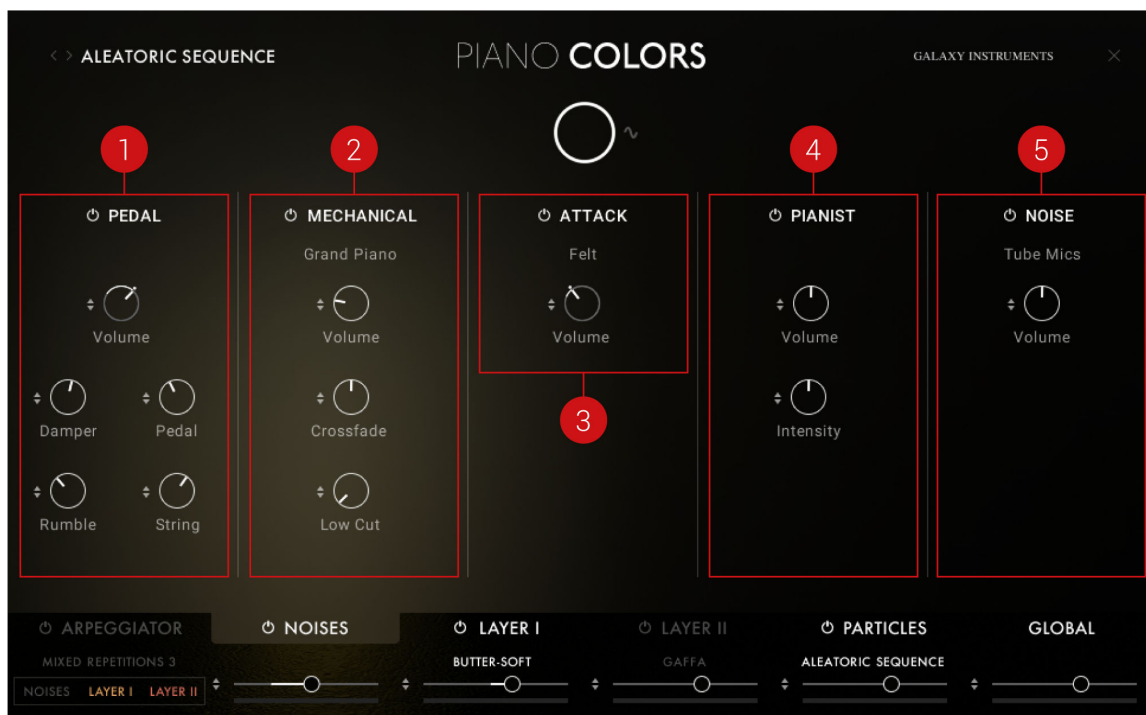 < > ALEATORIC SEQUENCE
PIANO COLORS
GALAXY INSTRUMENTS
1
2
4
5
PEDAL
MECHANICAL
ATTACK
PIANIST
NOISE
Grand Piano
Felt
Tube Mics
Volume
Volume
Volume
Volume
Volume
3
Damper
Pedal
Crossfade
Intensity
Rumble
String
Low Cut
ARPEGGIATOR
NOISES
LAYER I
LAYER II
PARTICLES
GLOBAL
MIXED REPETITIONS 3
BUTTER-SOFT
GAFFA
ALEATORIC SEQUENCE
NOISES LAYER I LAYER II